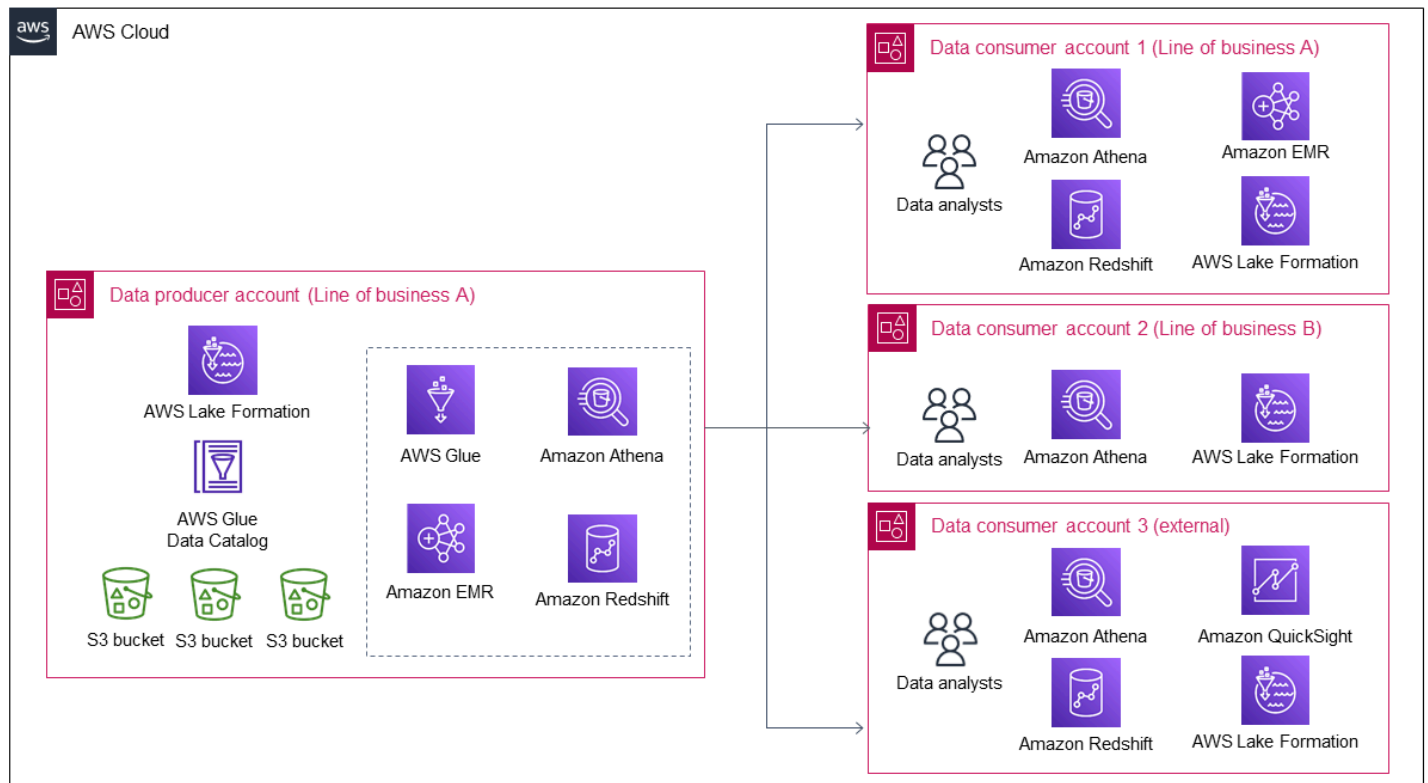 aws
AWS Cloud
Data consumer account 1 (Line of business A)
Amazon Athena
Amazon EMR
Data analysts
Amazon Redshift
AWS Lake Formation
Data producer account (Line of business A)
AWS Lake Formation
AWS Glue
Data Catalog
S3 bucket
S3 bucket
S3 bucket
AWS Glue
Amazon Athena
Amazon EMR
Amazon Redshift
Data consumer account 2 (Line of business B)
Data analysts
Amazon Athena
AWS Lake Formation
Data consumer account 3 (external)
Amazon Athena
Amazon QuickSight
Data analysts
Amazon Redshift
AWS Lake Formation